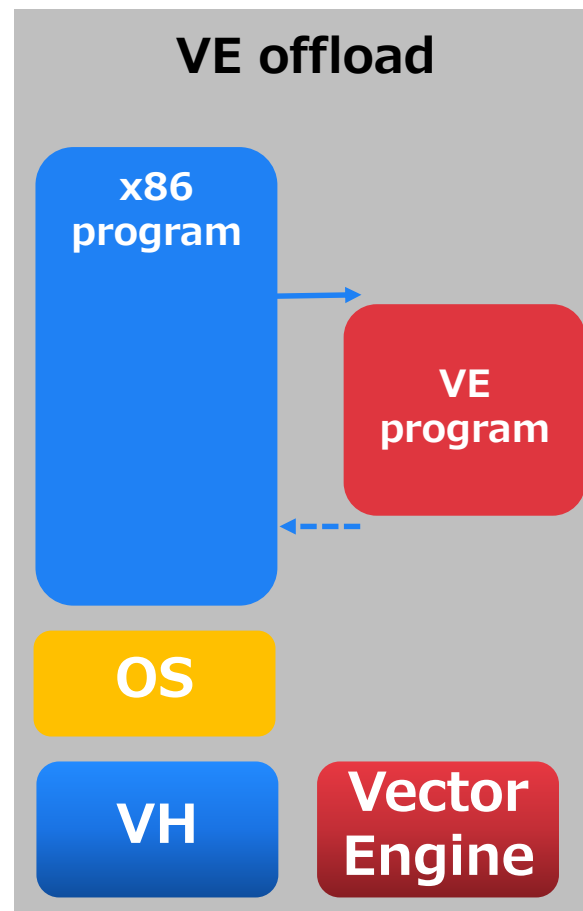 VE offload
x86
program
VE
program
OS
VH
Vector
Engine